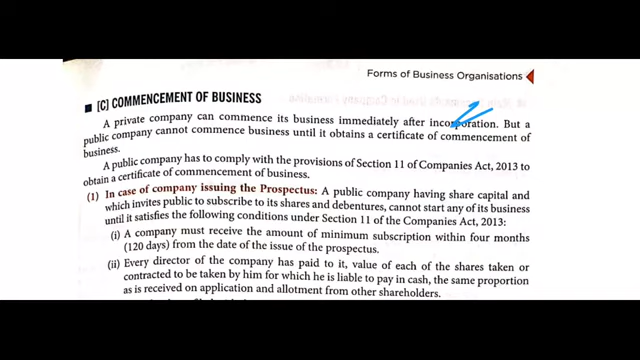 Forms of Business Organisations
[C] COMMENCEMENT OF BUSINESS
A private company can commence its business immediately after incorporation. But a
public company cannot commence business until it obtains a certificate of commencement of
business.
A public company has to comply with the provisions of Section 11 of Companies Act, 2013 to
obtain a certificate of commencement of business.
(1) In case of company issuing the Prospectus: A public company having share capital and
which invites public to subscribe to its shares and debentures, cannot start any of its business
until it satisfies the following conditions under Section 11 of the Companies Act, 2013:
(i) A company must receive the amount of minimum subscription within four months
(120 days) from the date of the issue of the prospectus.
(ii) Every director of the company has paid to it, value of each of the shares taken or
contracted to be taken by him for which he is liable to pay in cash, the same proportion
as is received on application and allotment from other shareholders.